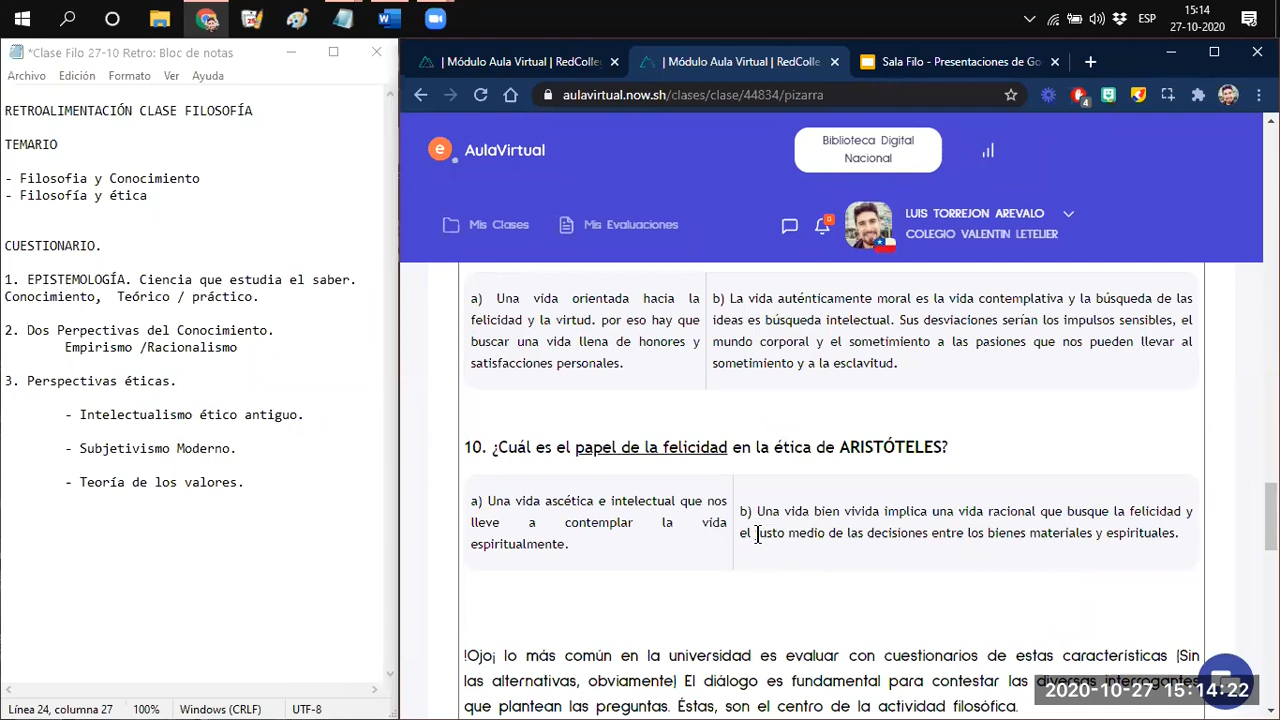 15:14
27-10-2020
*Clase Filo 27-10 Retro: Bloc de notas
Archivo Edición Formato Ver Ayuda
RETROALIMENTACIÓN CLASE FILOSOFÍA
TEMARIO
- Filosofia y Conocimiento
- Filosofía y ética
CUESTIONARIO.
1. EPISTEMOLOGÍA. Ciencia que estudia el saber.
Conocimiento, Teórico / práctico.
2. Dos Perpectivas del Conocimiento.
Empirismo /Racionalismo
3. Perspectivas éticas.
- Intelectualismo ético antiguo.
- Subjetivismo Moderno.
- Teoría de los valores.
Línea 24, columna 27 100% Windows (CRLF) UTF-8
| Módulo Aula Virtual | RedColle | Módulo Aula Virtual | RedColle Sala Filo - Presentaciones de Go
aulavirtual.now.sh/clases/clase/44834/pizarra
4
e AulaVirtual
Biblioteca Digital
Nacional
Mis Clases Mis Evaluaciones
0
LUIS TORREJON AREVALO
COLEGIO VALENTIN LETELIER
a) Una vida orientada hacia la
felicidad y la virtud. por eso hay que
buscar una vida llena de honores y
satisfacciones personales.
b) La vida auténticamente moral es la vida contemplativa y la búsqueda de las
ideas es búsqueda intelectual. Sus desviaciones serían los impulsos sensibles, el
mundo corporal y el sometimiento a las pasiones que nos pueden llevar al
sometimiento y a la esclavitud.
10. ¿Cuál es el papel de la felicidad en la ética de ARISTÓTELES?
a) Una vida ascética e intelectual que nos
lleve a contemplar la vida
espiritualmente.
b) Una vida bien vivida implica una vida racional que busque la felicidad y
el justo medio de las decisiones entre los bienes materiales y espirituales.
!Ojo¡ lo más común en la universidad es evaluar con cuestionarios de estas características (Sin
las alternativas, obviamente) El diálogo es fundamental para contestar las
que plantean las preguntas. Éstas, son el centro de la actividad filosófica.
2020-10-27 15:14:22